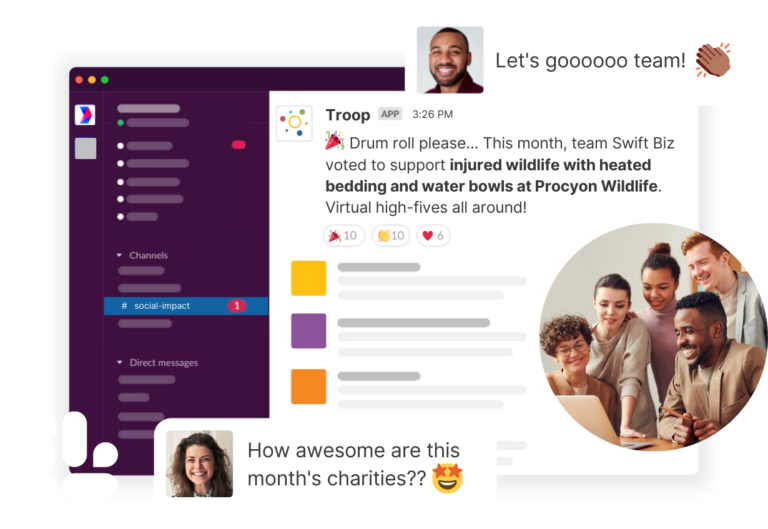 Let's goooooo team! 👏🏾
Troop APP 3:26 PM
🎉 Drum roll please... This month, team Swift Biz
voted to support injured wildlife with heated
bedding and water bowls at Procyon Wildlife.
Virtual high-fives all around!
🎉 10 👏 10 ❤️ 6
Channels
# social-impact 1
Direct messages
How awesome are this
month's charities?? 🤩